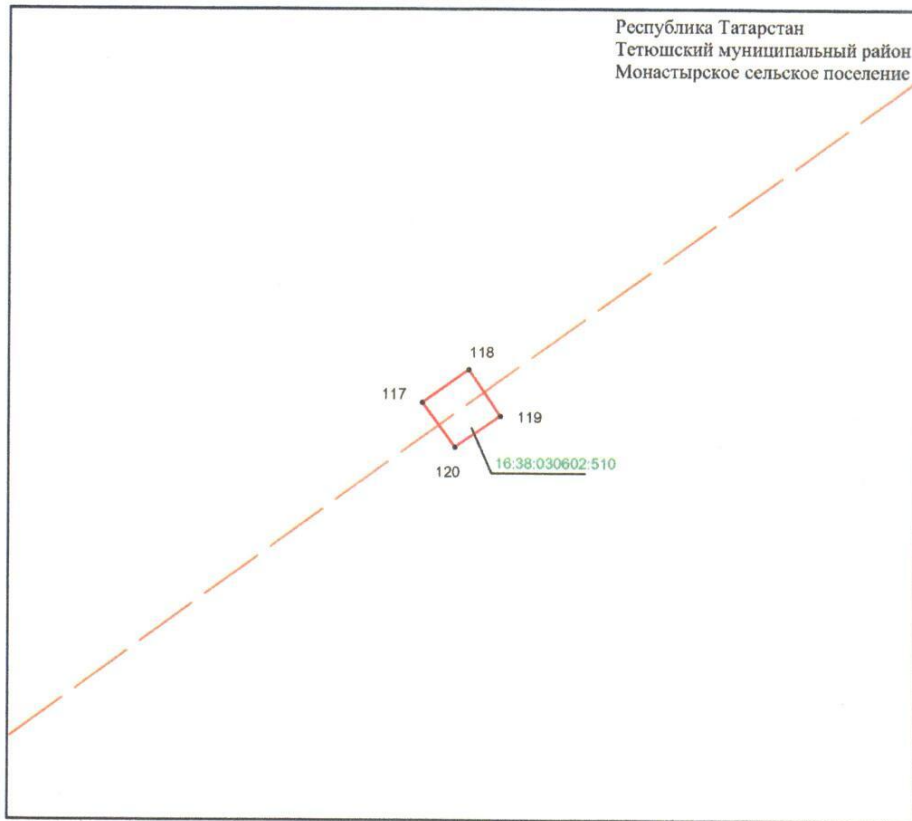 Республика Татарстан
Тетюшский муниципальный район
Монастырское сельское поселение
118
117
119
120
16:38:030602:510